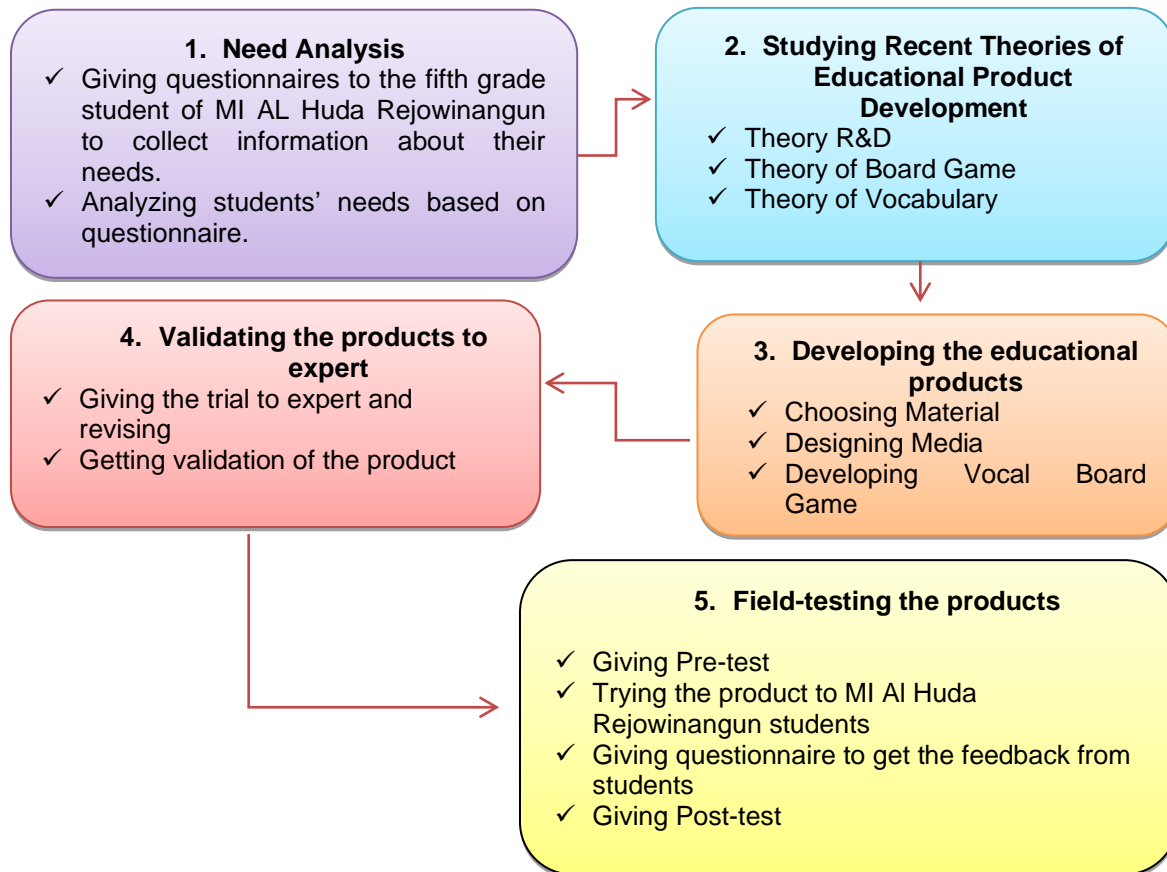 1. Need Analysis
✓ Giving questionnaires to the fifth grade
student of MI AL Huda Rejowinangun
to collect information about their
needs.
✓ Analyzing students' needs based on
questionnaire.
2. Studying Recent Theories of
Educational Product
Development
✓ Theory R&D
✓ Theory of Board Game
✓ Theory of Vocabulary
3. Developing the educational
products
✓ Choosing Material
✓ Designing Media
✓ Developing Vocal Board
Game
4. Validating the products to
expert
✓ Giving the trial to expert and
revising
✓ Getting validation of the product
5. Field-testing the products
✓ Giving Pre-test
✓ Trying the product to MI Al Huda
Rejowinangun students
✓ Giving questionnaire to get the feedback from
students
✓ Giving Post-test